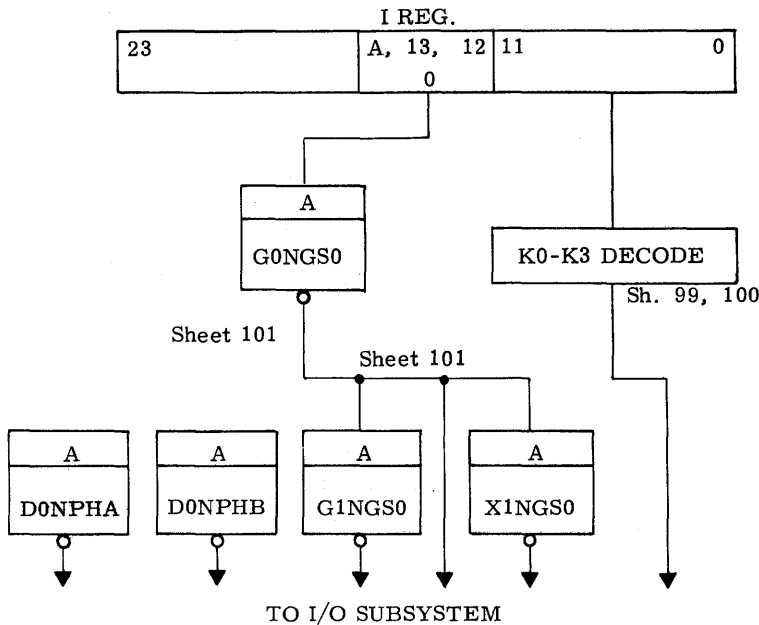 I REG.
23 A, 13, 12 11 0
0
A
G0NGS0
K0-K3 DECODE
Sh. 99, 100
Sheet 101
Sheet 101
A A A A
D0NPHA D0NPHB G1NGS0 X1NGS0
TO I/O SUBSYSTEM